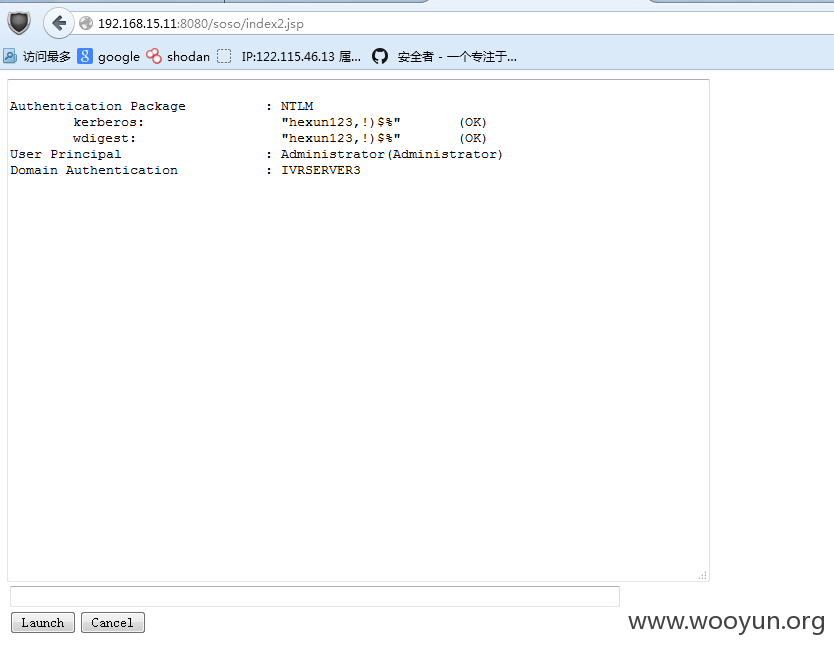 192.168.15.11:8080/soso/index2.jsp
访问最多 google shodan IP:122.115.46.13 属... 安全者 - 一个专注于...
Authentication Package : NTLM
kerberos: "hexun123,!)$%" (OK)
wdigest: "hexun123,!)$%" (OK)
User Principal : Administrator(Administrator)
Domain Authentication : IVRSERVER3
Launch Cancel
www.wooyun.org